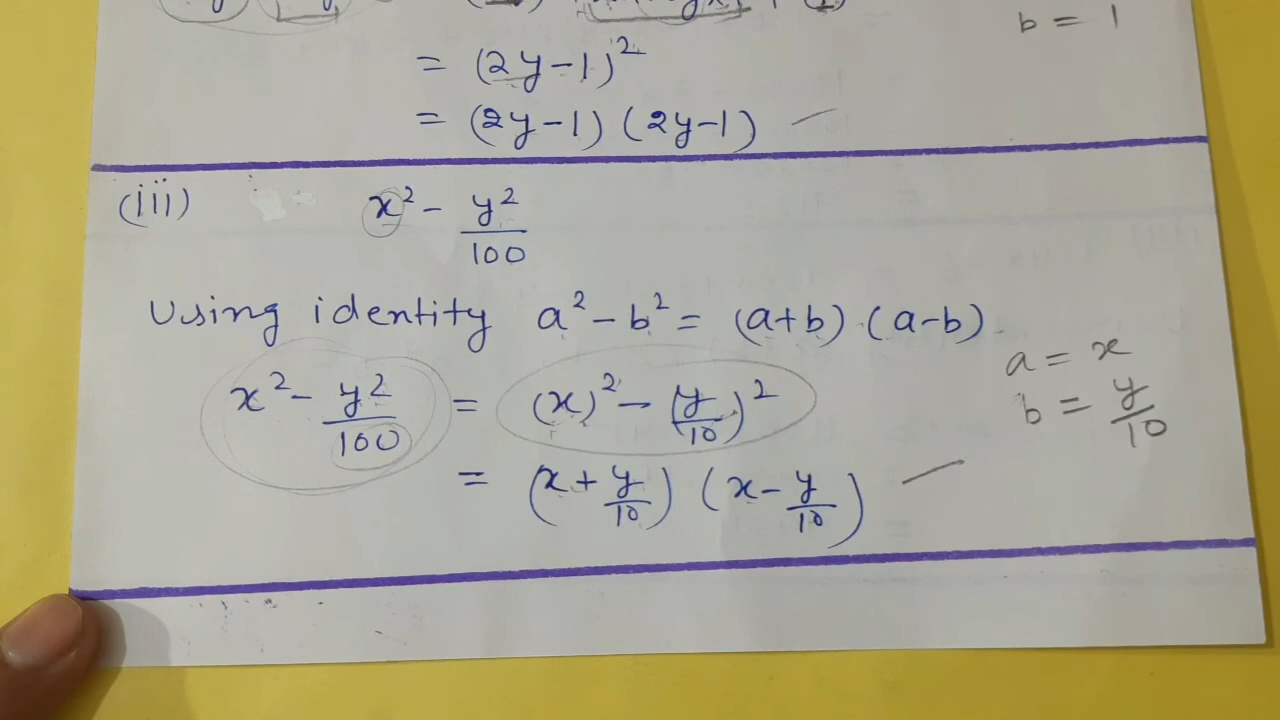 b = 1
= (2y-1)²
= (2y-1) (2y-1)
(iii) x² - y²/100
Using identity a² - b² = (a+b) (a-b)
a = x
x² - y²/100 = (x)² - (y/10)²
b = y/10
= (x + y/10) (x - y/10)